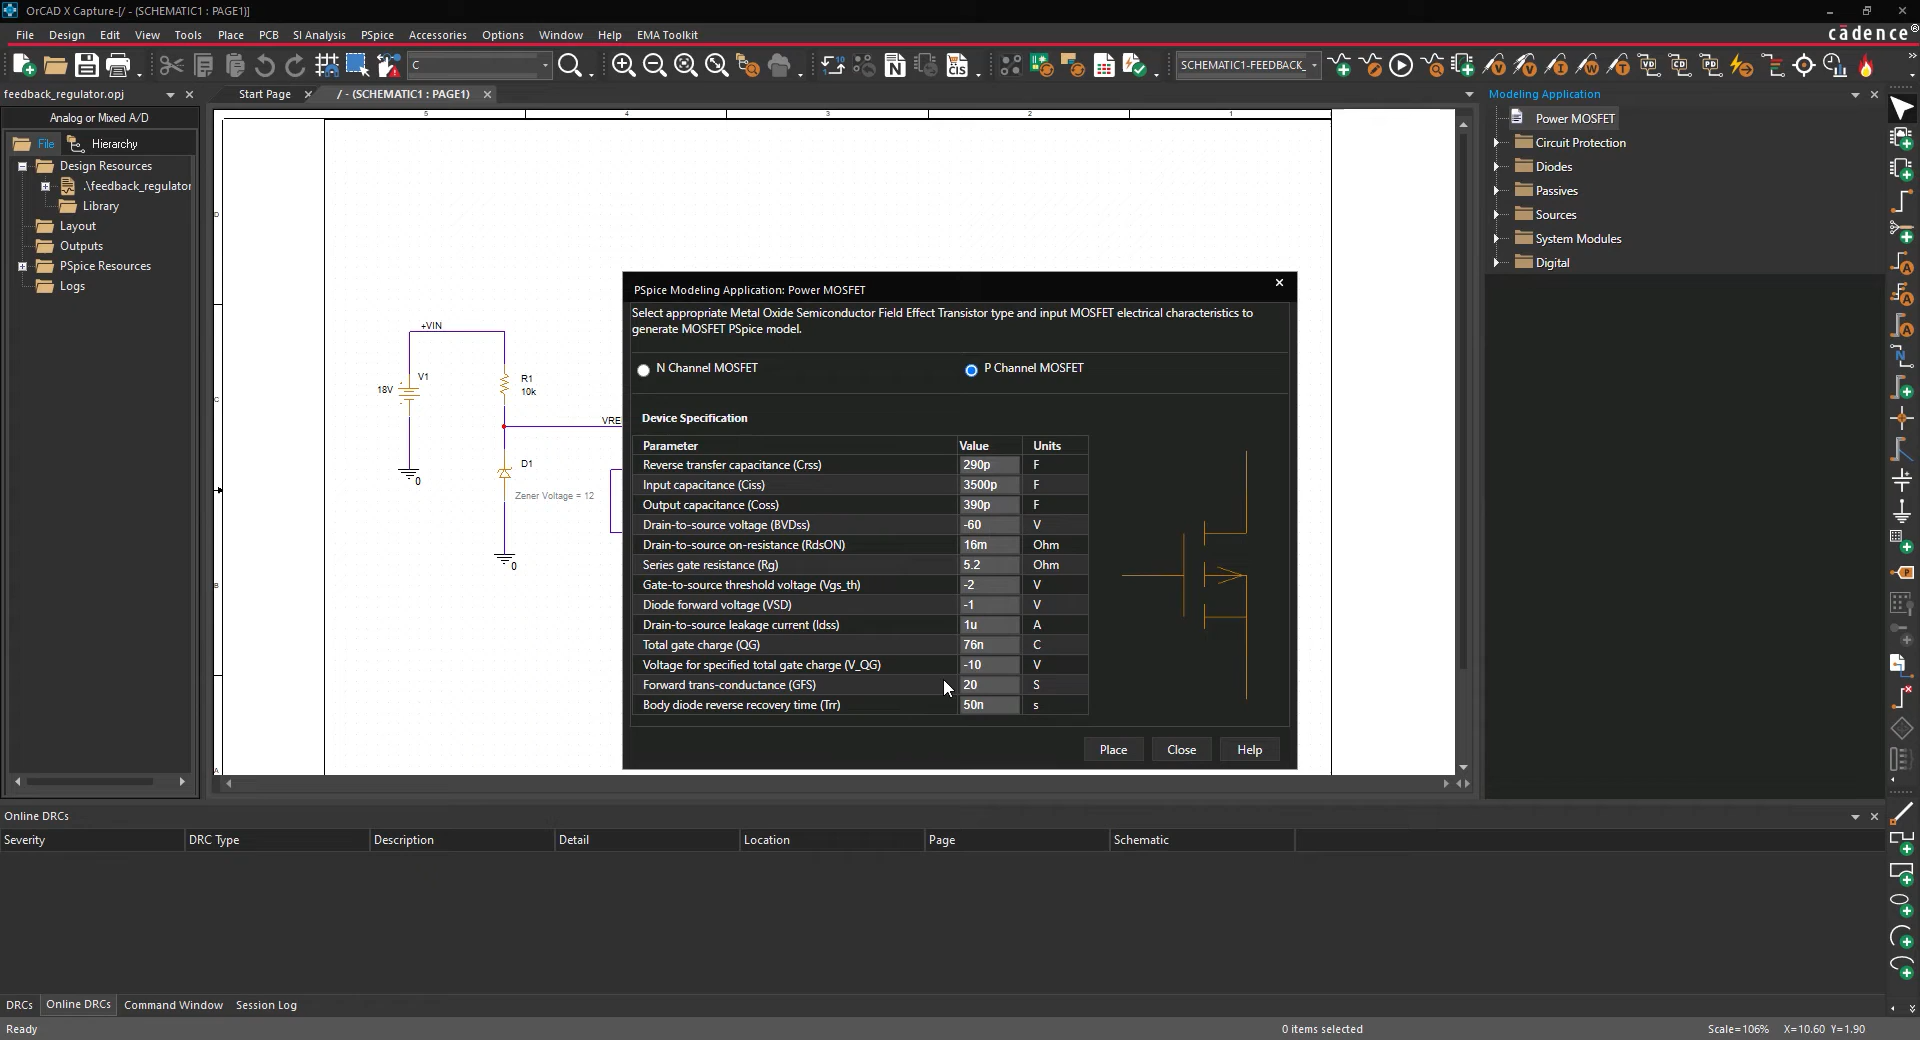 OrCAD X Capture-[/ - (SCHEMATIC1 : PAGE1)]
File Design Edit View Tools Place PCB SI Analysis PSpice Accessories Options Window Help EMA Toolkit
cādence®
C
SCHEMATIC1-FEEDBACK_
feedback_regulator.opj
Start Page
/ - (SCHEMATIC1 : PAGE1)
Modeling Application
Analog or Mixed A/D
File
Hierarchy
Design Resources
.\feedback_regulator
Library
Layout
Outputs
PSpice Resources
Logs
5 4 3 2 1
D
C
B
A
+VIN
V1
18V
R1
10k
VRE
D1
Zener Voltage = 12
0
0
PSpice Modeling Application: Power MOSFET
Select appropriate Metal Oxide Semiconductor Field Effect Transistor type and input MOSFET electrical characteristics to
generate MOSFET PSpice model.
N Channel MOSFET
P Channel MOSFET
Device Specification
Parameter Value Units
Reverse transfer capacitance (Crss) 290p F
Input capacitance (Ciss) 3500p F
Output capacitance (Coss) 390p F
Drain-to-source voltage (BVDss) -60 V
Drain-to-source on-resistance (RdsON) 16m Ohm
Series gate resistance (Rg) 5.2 Ohm
Gate-to-source threshold voltage (Vgs_th) -2 V
Diode forward voltage (VSD) -1 V
Drain-to-source leakage current (Idss) 1u A
Total gate charge (QG) 76n C
Voltage for specified total gate charge (V_QG) -10 V
Forward trans-conductance (GFS) 20 S
Body diode reverse recovery time (Trr) 50n s
Place Close Help
Power MOSFET
Circuit Protection
Diodes
Passives
Sources
System Modules
Digital
Online DRCs
Severity DRC Type Description Detail Location Page Schematic
DRCs Online DRCs Command Window Session Log
Ready
0 items selected
Scale=106% X=10.60 Y=1.90